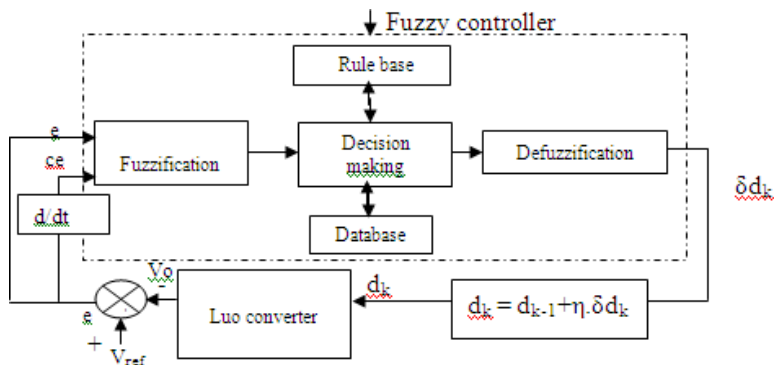 Fuzzy controller
Rule base
e
ce
Fuzzification
Decision
making
Defuzzification
d/dt
Database
δdk
Vo
-
dk
e
Luo converter
dk = dk-1+η.δdk
+
Vref